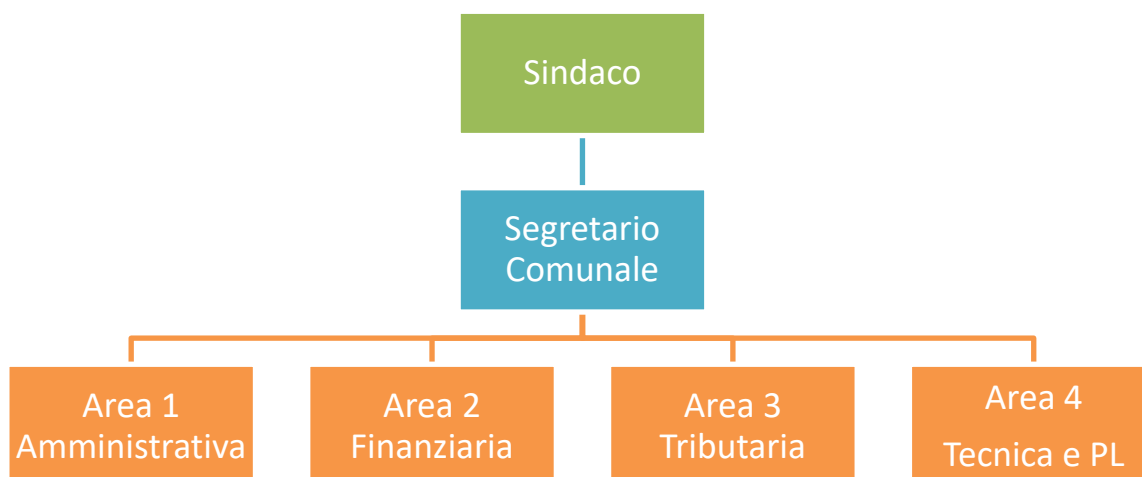 Sindaco
Segretario
Comunale
Area 1
Amministrativa
Area 2
Finanziaria
Area 3
Tributaria
Area 4
Tecnica e PL